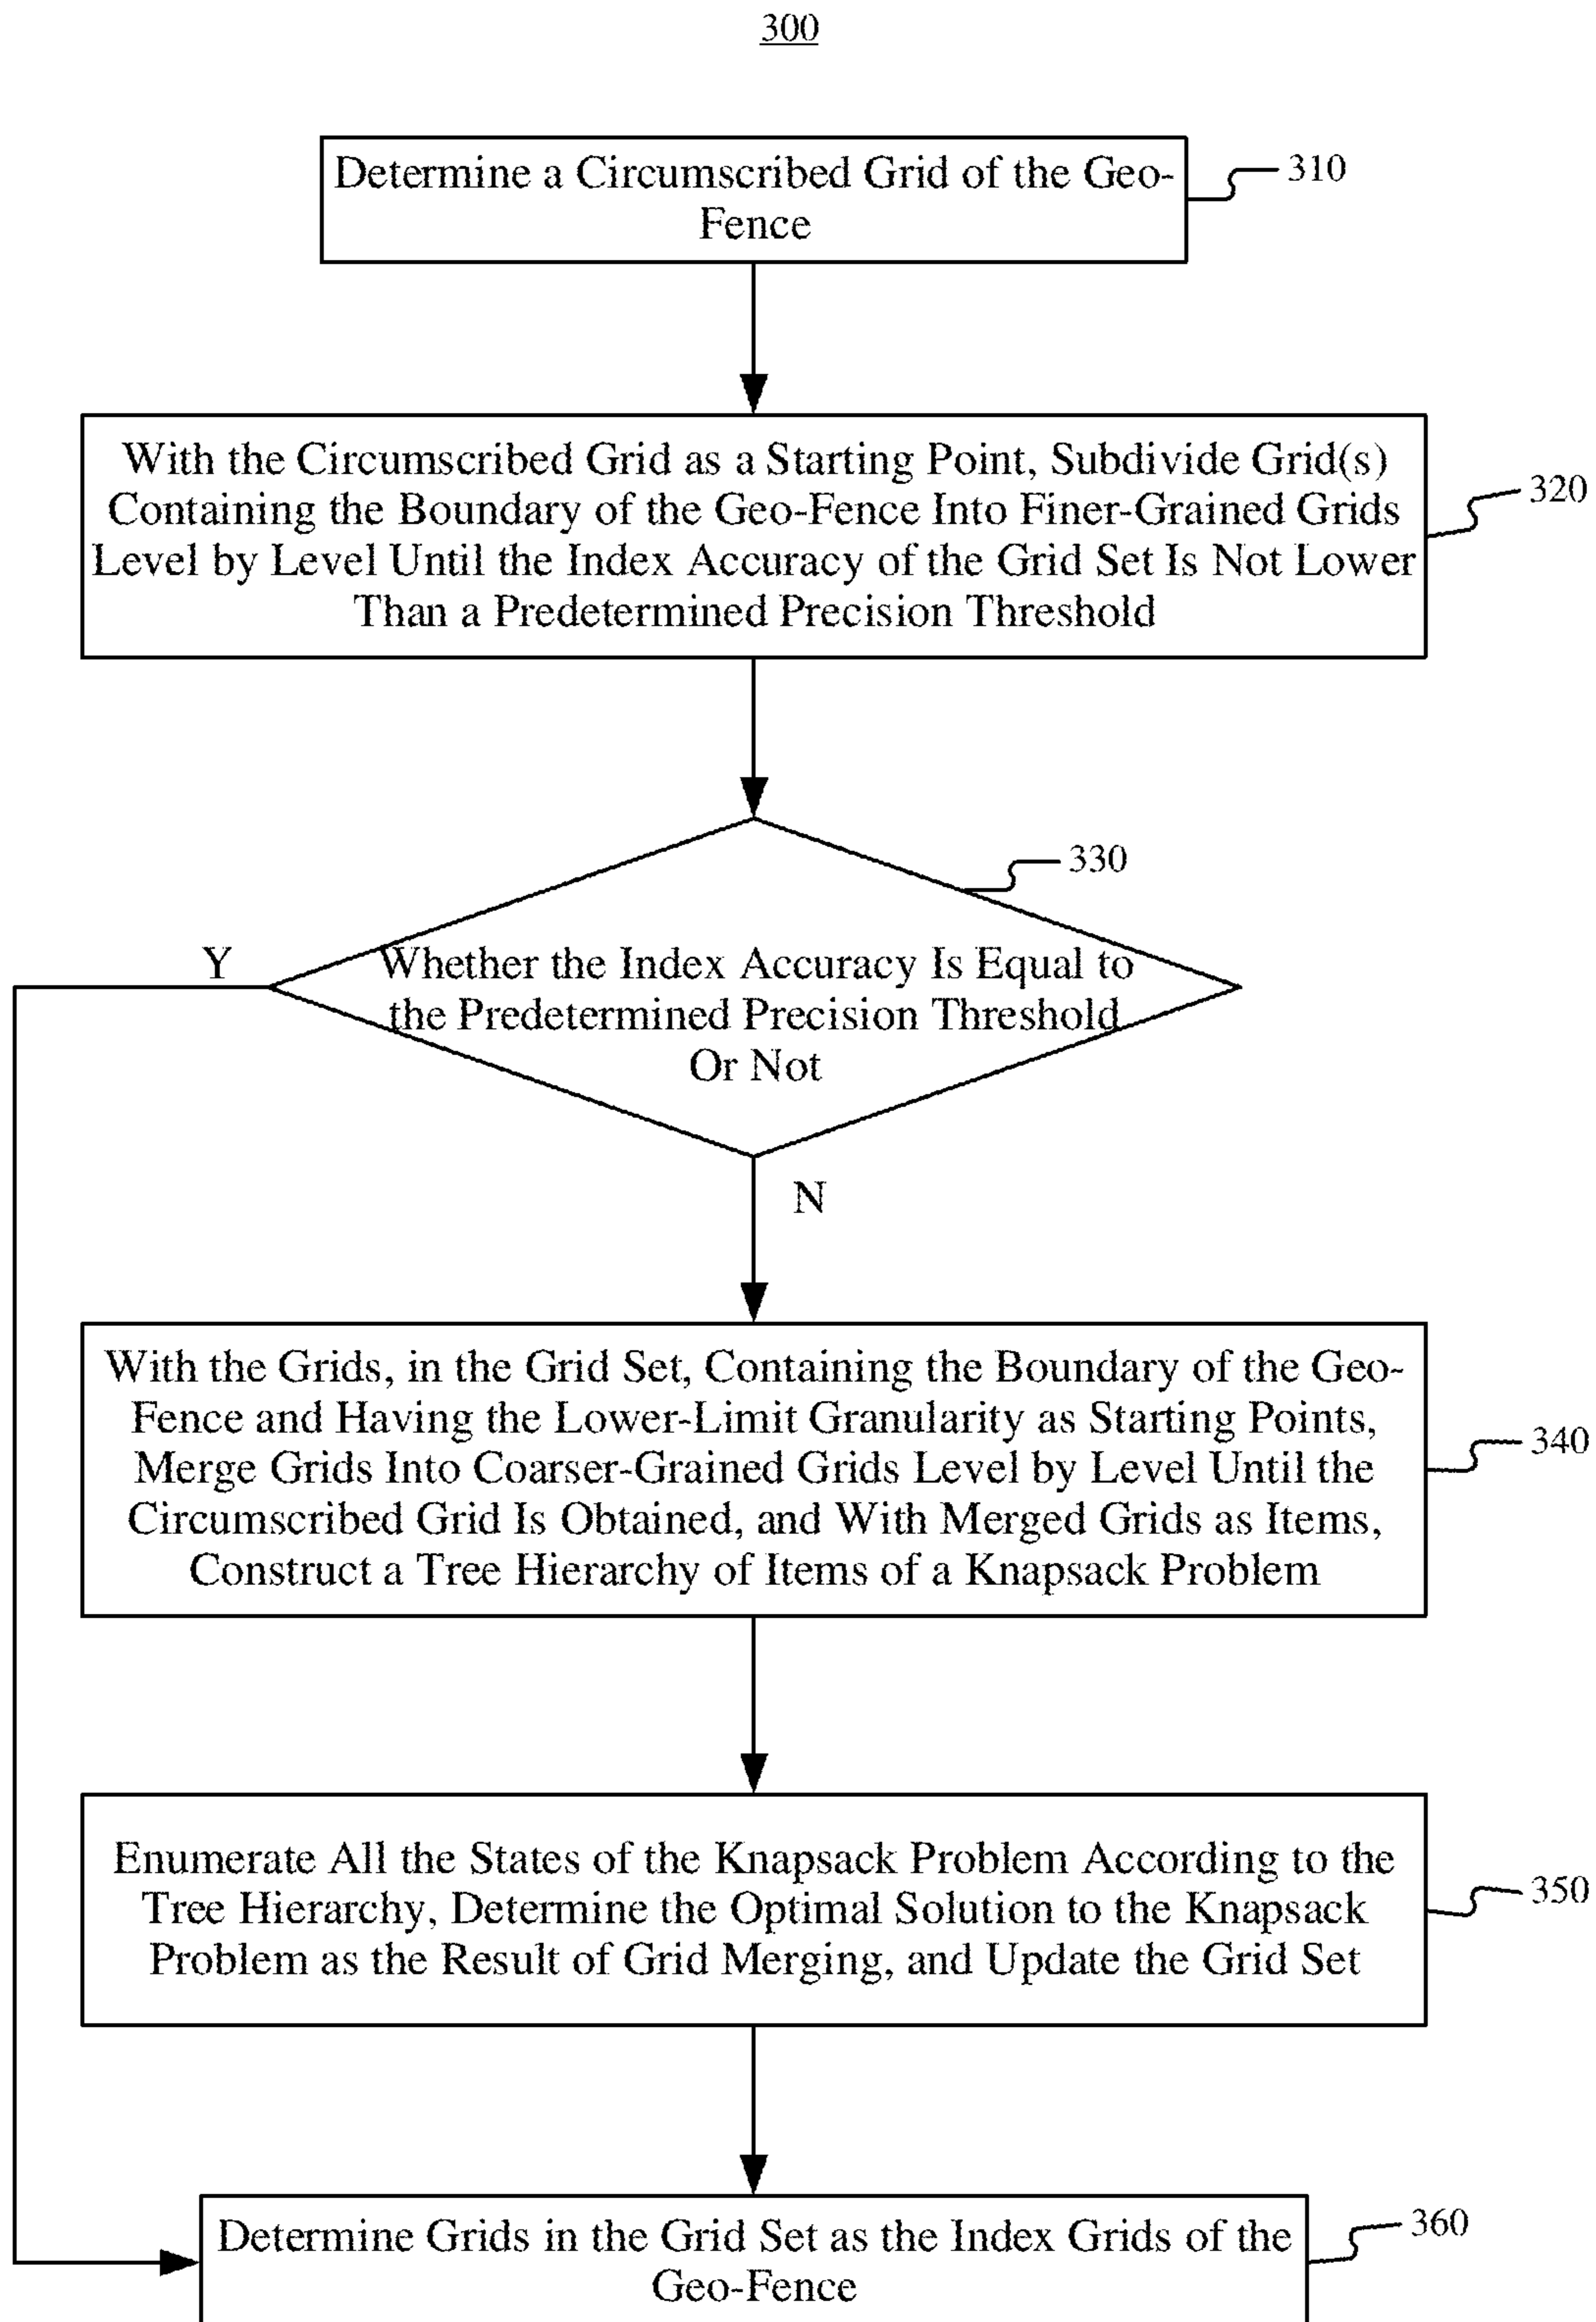 300
Determine a Circumscribed Grid of the Geo-
Fence
310
With the Circumscribed Grid as a Starting Point, Subdivide Grid(s)
Containing the Boundary of the Geo-Fence Into Finer-Grained Grids
Level by Level Until the Index Accuracy of the Grid Set Is Not Lower
Than a Predetermined Precision Threshold
320
330
Y
Whether the Index Accuracy Is Equal to
the Predetermined Precision Threshold
Or Not
N
With the Grids, in the Grid Set, Containing the Boundary of the Geo-
Fence and Having the Lower-Limit Granularity as Starting Points,
Merge Grids Into Coarser-Grained Grids Level by Level Until the
Circumscribed Grid Is Obtained, and With Merged Grids as Items,
Construct a Tree Hierarchy of Items of a Knapsack Problem
340
Enumerate All the States of the Knapsack Problem According to the
Tree Hierarchy, Determine the Optimal Solution to the Knapsack
Problem as the Result of Grid Merging, and Update the Grid Set
350
Determine Grids in the Grid Set as the Index Grids of the
Geo-Fence
360